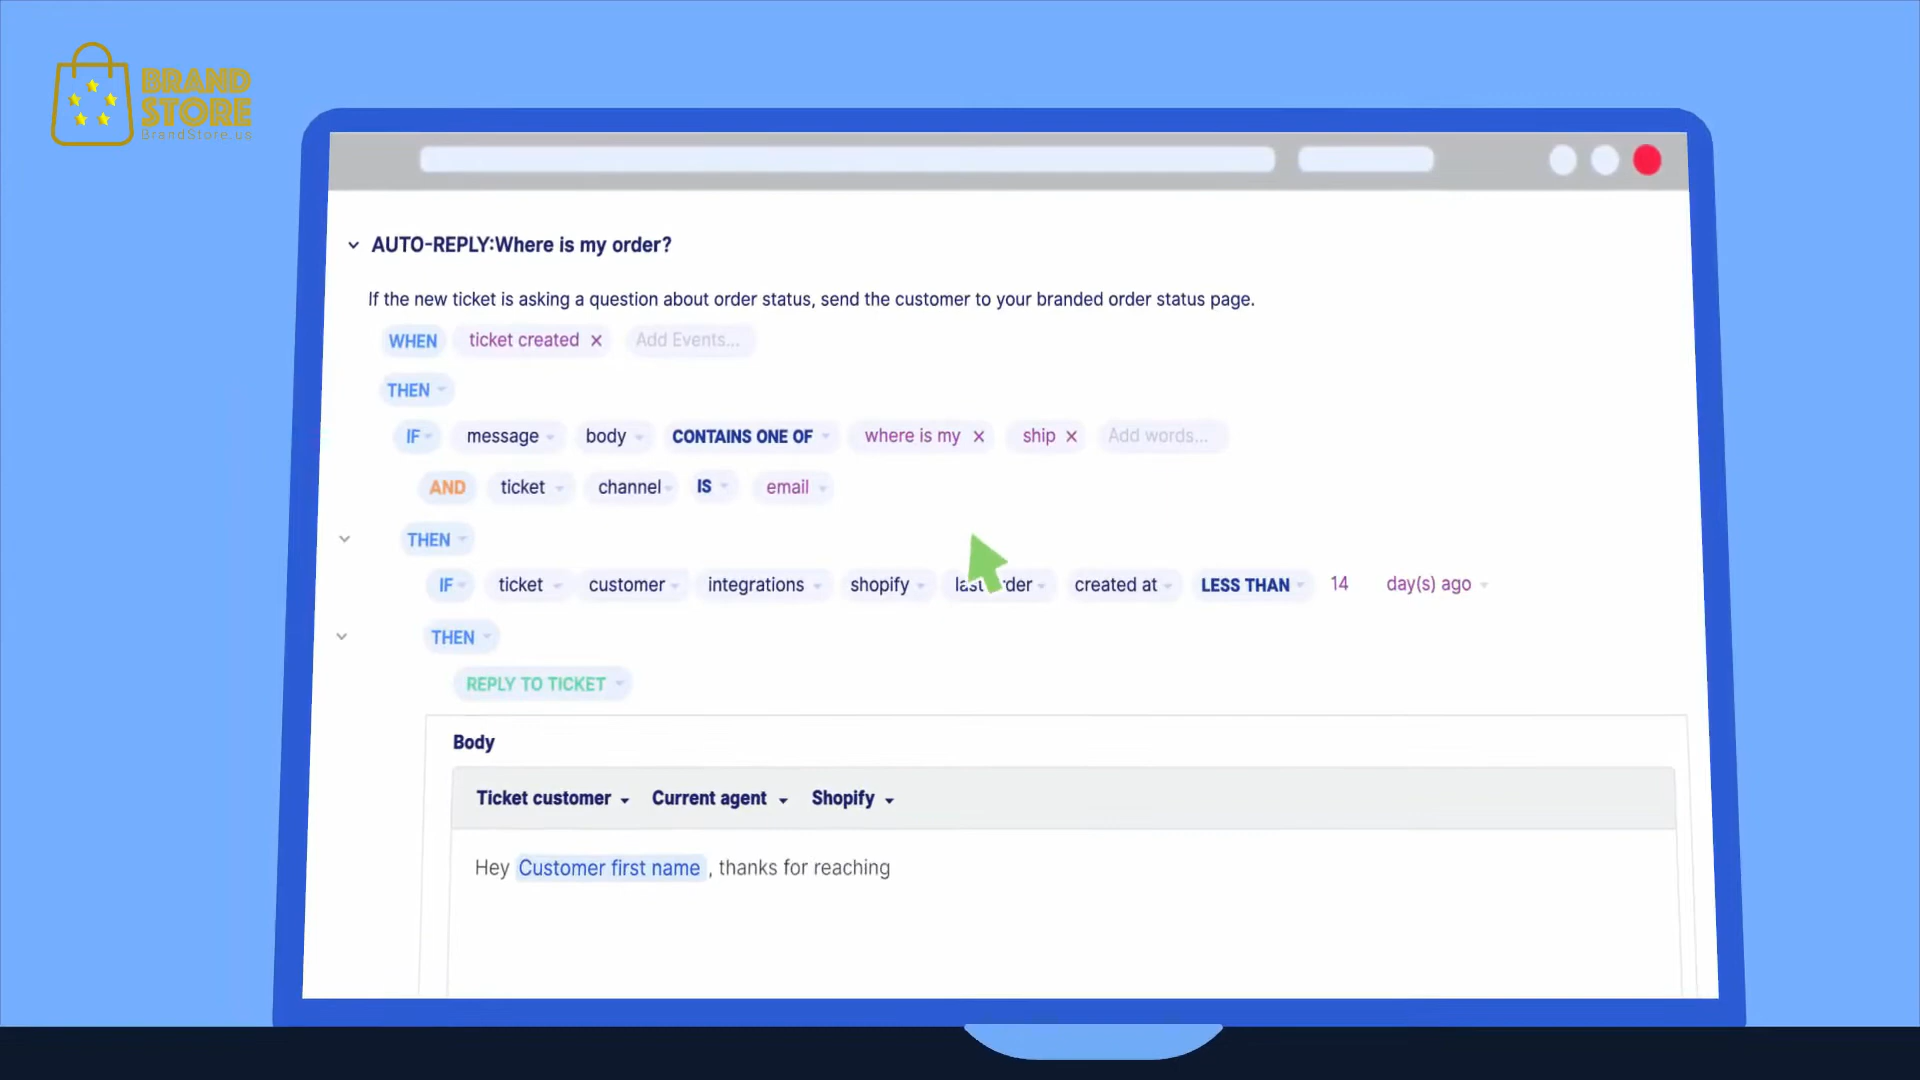 BRAND
STORE
BrandStore.us
AUTO-REPLY:Where is my order?
If the new ticket is asking a question about order status, send the customer to your branded order status page.
WHEN ticket created × Add Events...
THEN
IF message body CONTAINS ONE OF where is my × ship × Add words...
AND ticket channel IS email
THEN
IF ticket customer integrations shopify created at LESS THAN 14 day(s) ago
THEN
REPLY TO TICKET
Body
Ticket customer Current agent Shopify
Hey Customer first name , thanks for reaching